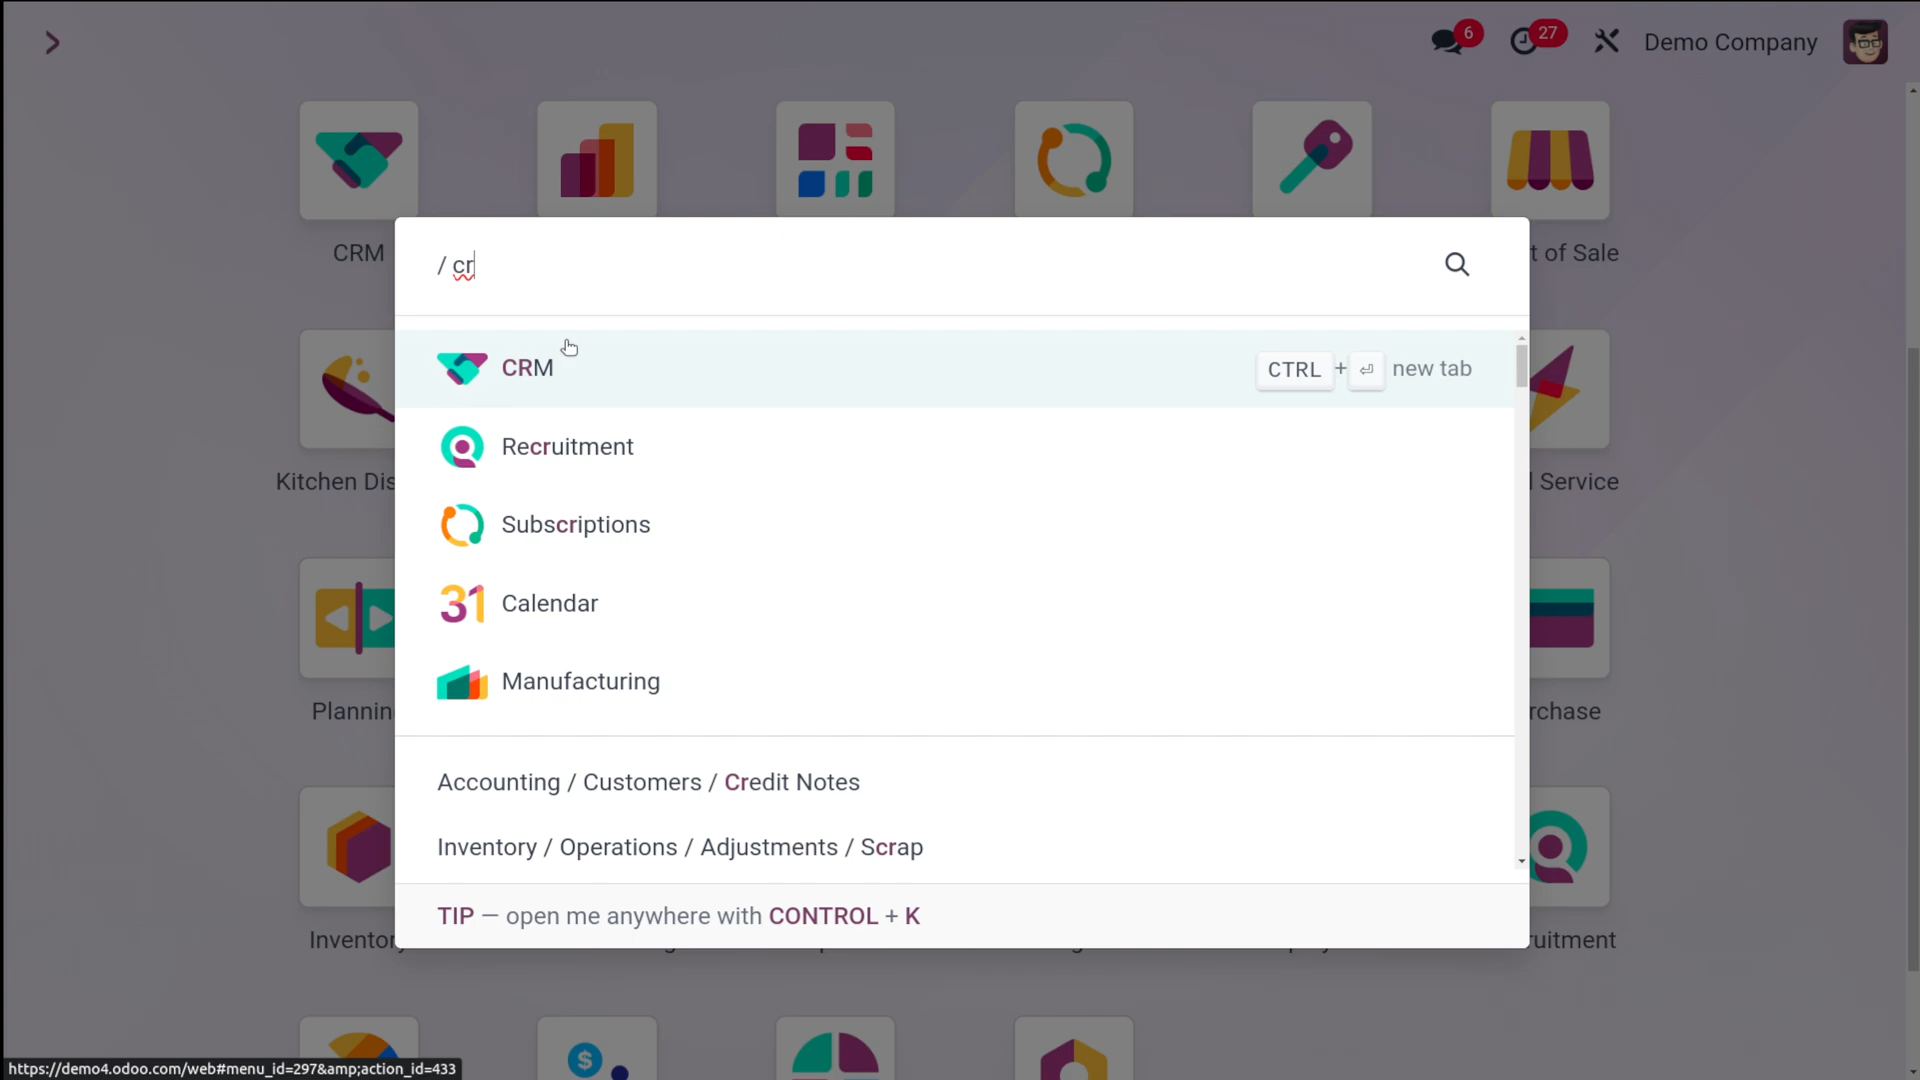 6
27
Demo Company
CRM
t of Sale
/ cr
CRM
CTRL + ⏎ new tab
Recruitment
Kitchen Dis
Service
Subscriptions
31 Calendar
Manufacturing
Plannin
rchase
Accounting / Customers / Credit Notes
Inventory / Operations / Adjustments / Scrap
TIP — open me anywhere with CONTROL + K
Inventory
ruitment
$
https://demo4.odoo.com/web#menu_id=297&amp;action_id=433